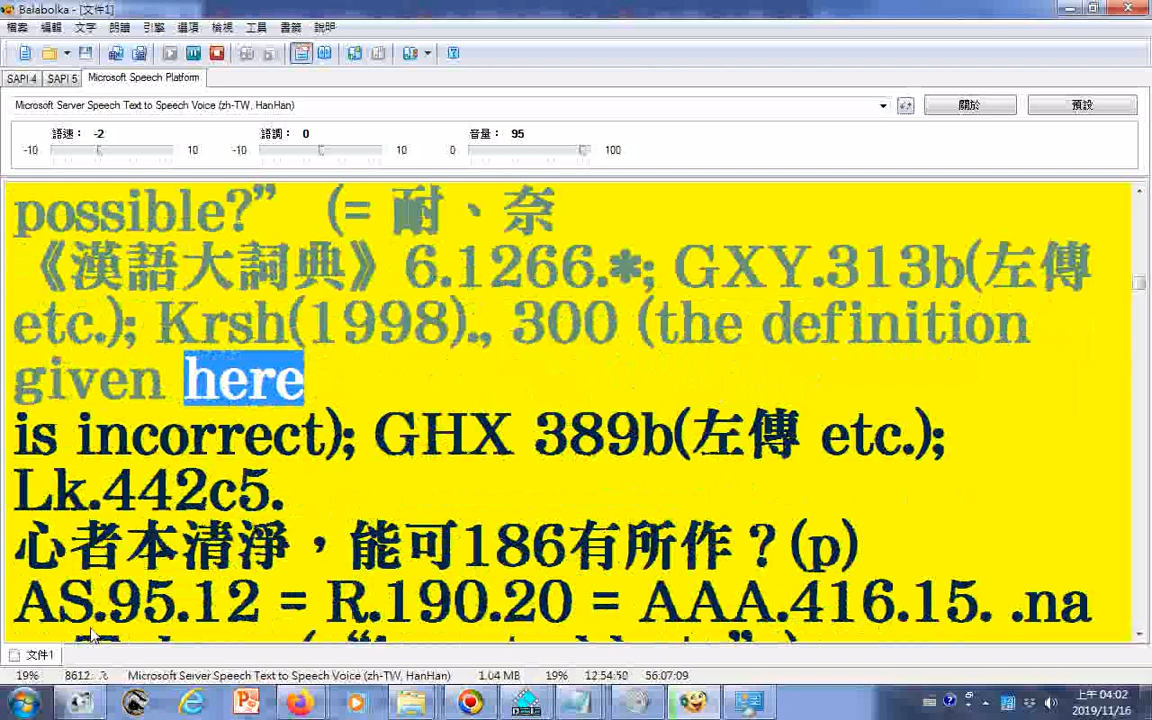 Balabolka - [文件1]
檔案 編輯 文字 朗讀 引擎 選項 檢視 工具 書籤 說明
SAPI 4 SAPI 5 Microsoft Speech Platform
Microsoft Server Speech Text to Speech Voice (zh-TW, HanHan) 關於 預設
語速： -2 語調： 0 音量： 95
-10 10 -10 10 0 100
possible?” (= 耐、奈
《漢語大詞典》6.1266.*; GXY.313b(左傳
etc.); Krsh(1998)., 300 (the definition
given here
is incorrect); GHX 389b(左傳 etc.);
Lk.442c5.
心者本清淨，能可186有所作？(p)
AS.95.12 = R.190.20 = AAA.416.15. .na
文件1
19% Microsoft Server Speech Text to Speech Voice (zh-TW, HanHan) 1.04 MB 19% 12:54:50 56:07:09
上午 04:02
2019/11/16